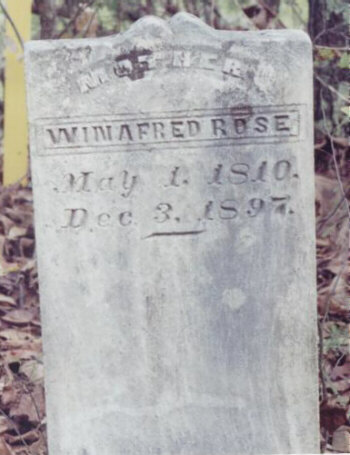 MOTHER
WINAFRED ROSE
May 1. 1810.
Dec 3. 1897.